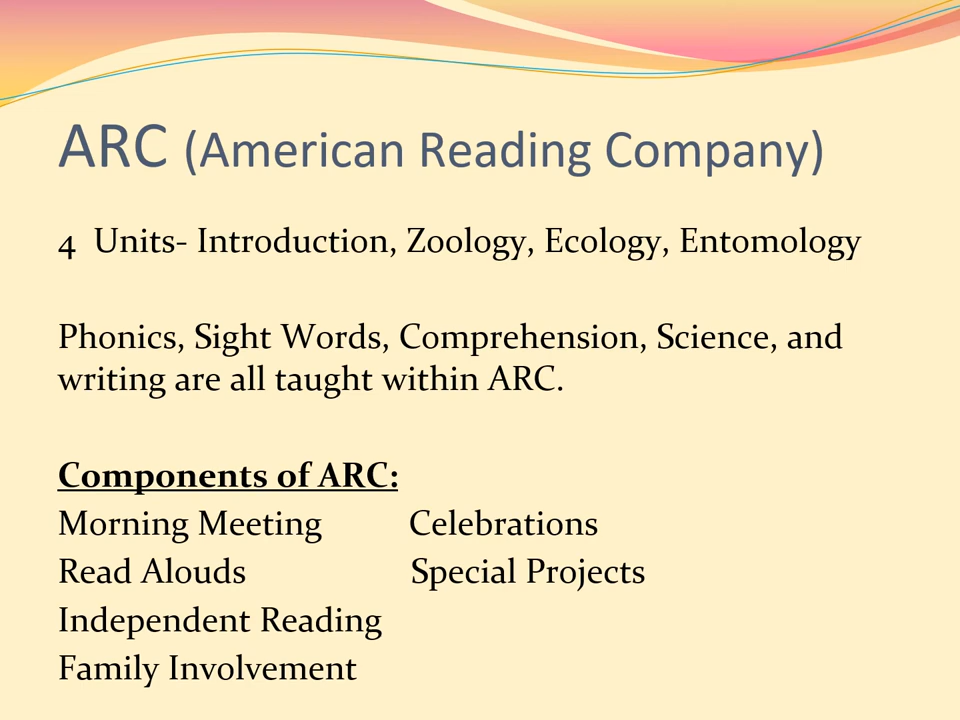 ARC (American Reading Company)
4 Units- Introduction, Zoology, Ecology, Entomology
Phonics, Sight Words, Comprehension, Science, and
writing are all taught within ARC.
Components of ARC:
Morning Meeting Celebrations
Read Alouds Special Projects
Independent Reading
Family Involvement